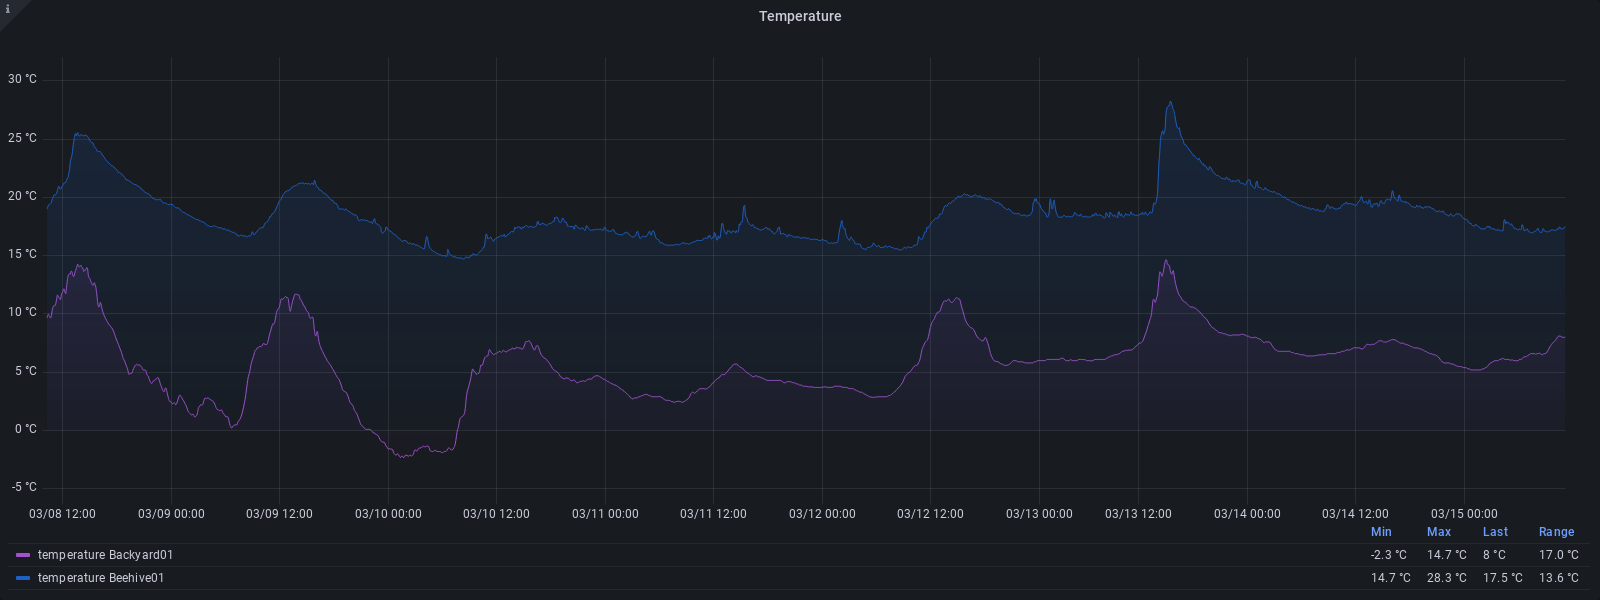 i
Temperature
30 °C
25 °C
20 °C
15 °C
10 °C
5 °C
0 °C
-5 °C
03/08 12:00 03/09 00:00 03/09 12:00 03/10 00:00 03/10 12:00 03/11 00:00 03/11 12:00 03/12 00:00 03/12 12:00 03/13 00:00 03/13 12:00 03/14 00:00 03/14 12:00 03/15 00:00
Min Max Last Range
temperature Backyard01 -2.3 °C 14.7 °C 8 °C 17.0 °C
temperature Beehive01 14.7 °C 28.3 °C 17.5 °C 13.6 °C